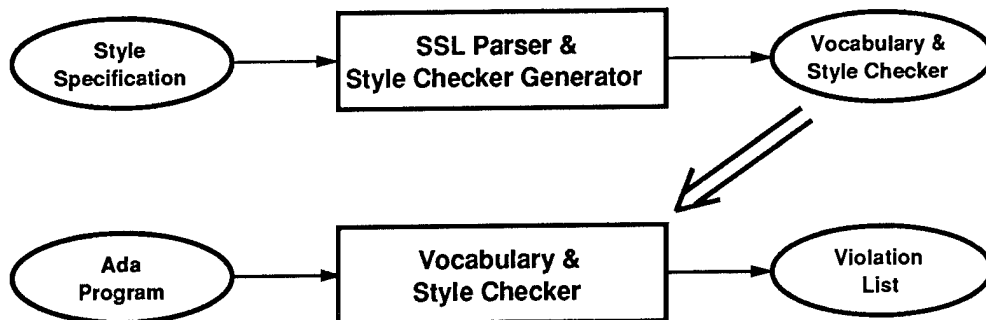 Style
Specification
SSL Parser &
Style Checker Generator
Vocabulary &
Style Checker
Ada
Program
Vocabulary &
Style Checker
Violation
List